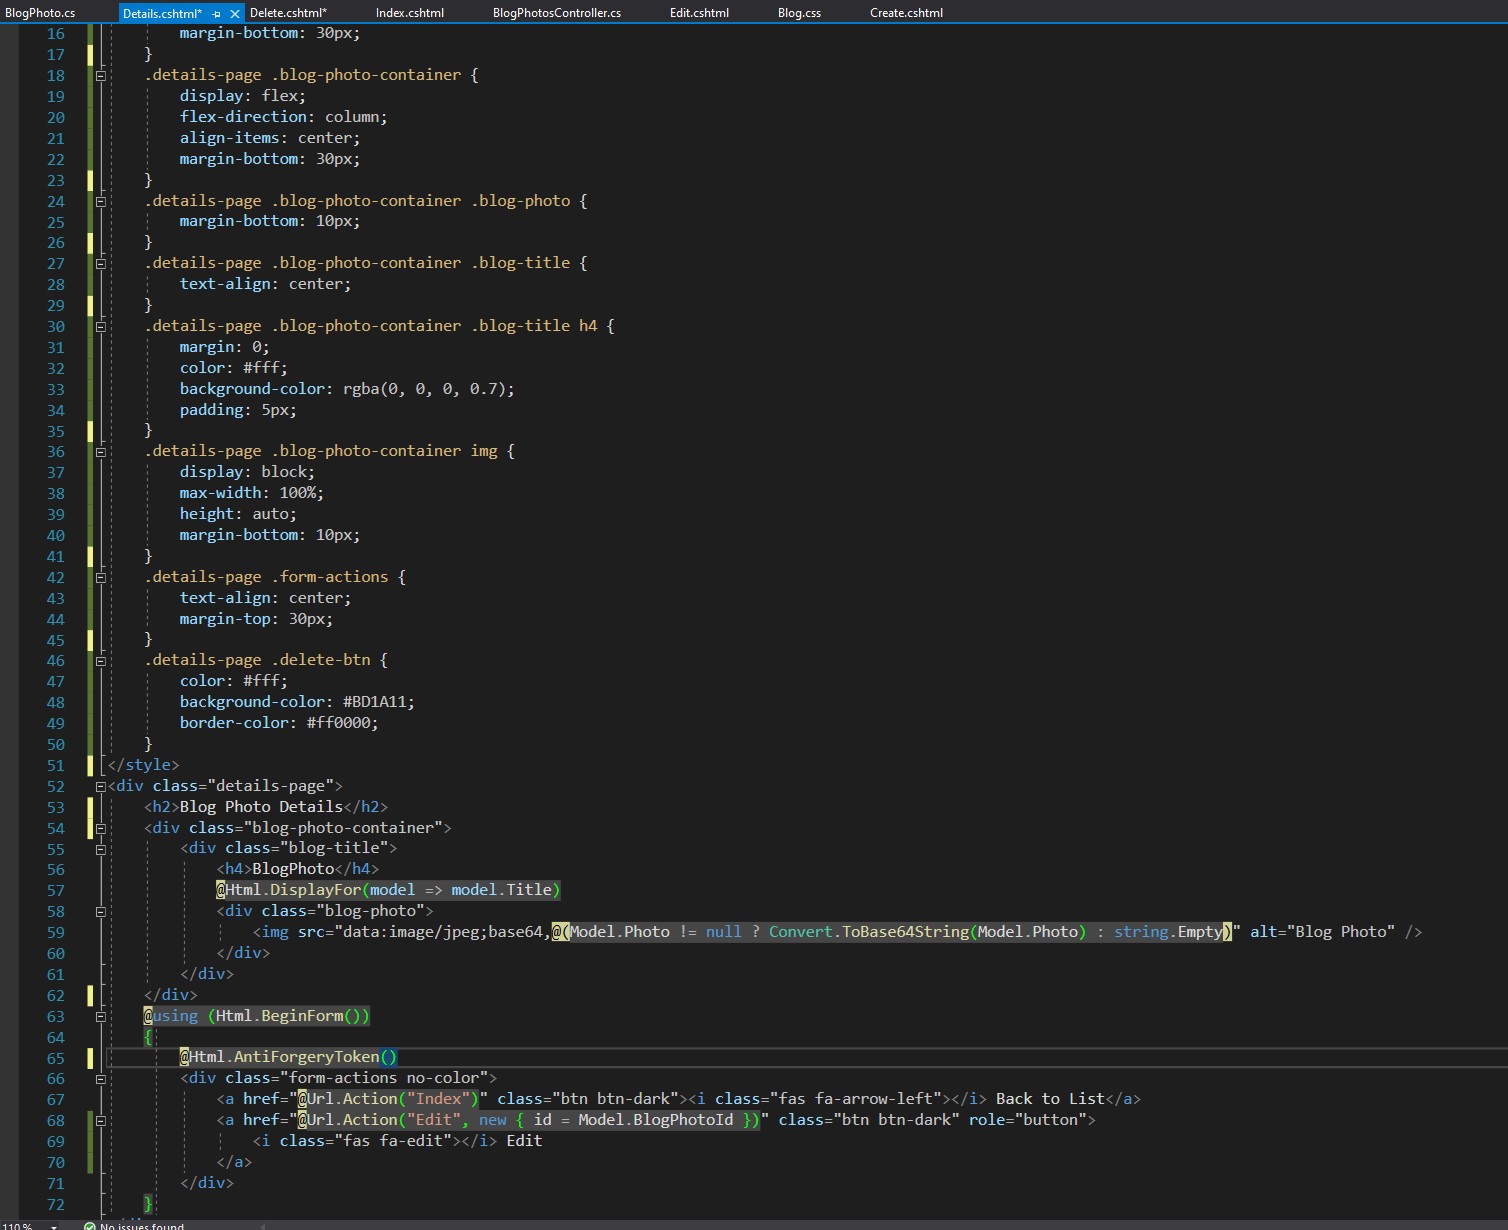 BlogPhoto.cs Details.cshtml* Delete.cshtml* Index.cshtml BlogPhotosController.cs Edit.cshtml Blog.css Create.cshtml
16 margin-bottom: 30px;
17 }
18 .details-page .blog-photo-container {
19 display: flex;
20 flex-direction: column;
21 align-items: center;
22 margin-bottom: 30px;
23 }
24 .details-page .blog-photo-container .blog-photo {
25 margin-bottom: 10px;
26 }
27 .details-page .blog-photo-container .blog-title {
28 text-align: center;
29 }
30 .details-page .blog-photo-container .blog-title h4 {
31 margin: 0;
32 color: #fff;
33 background-color: rgba(0, 0, 0, 0.7);
34 padding: 5px;
35 }
36 .details-page .blog-photo-container img {
37 display: block;
38 max-width: 100%;
39 height: auto;
40 margin-bottom: 10px;
41 }
42 .details-page .form-actions {
43 text-align: center;
44 margin-top: 30px;
45 }
46 .details-page .delete-btn {
47 color: #fff;
48 background-color: #BD1A11;
49 border-color: #ff0000;
50 }
51 </style>
52 <div class="details-page">
53 <h2>Blog Photo Details</h2>
54 <div class="blog-photo-container">
55 <div class="blog-title">
56 <h4>BlogPhoto</h4>
57 @Html.DisplayFor(model => model.Title)
58 <div class="blog-photo">
59 <img src="data:image/jpeg;base64,@(Model.Photo != null ? Convert.ToBase64String(Model.Photo) : string.Empty)" alt="Blog Photo" />
60 </div>
61 </div>
62 </div>
63 @using (Html.BeginForm())
64 {
65 @Html.AntiForgeryToken()
66 <div class="form-actions no-color">
67 <a href="@Url.Action("Index")" class="btn btn-dark"><i class="fas fa-arrow-left"></i> Back to List</a>
68 <a href="@Url.Action("Edit", new { id = Model.BlogPhotoId })" class="btn btn-dark" role="button">
69 <i class="fas fa-edit"></i> Edit
70 </a>
71 </div>
72 }
110 % No issues found